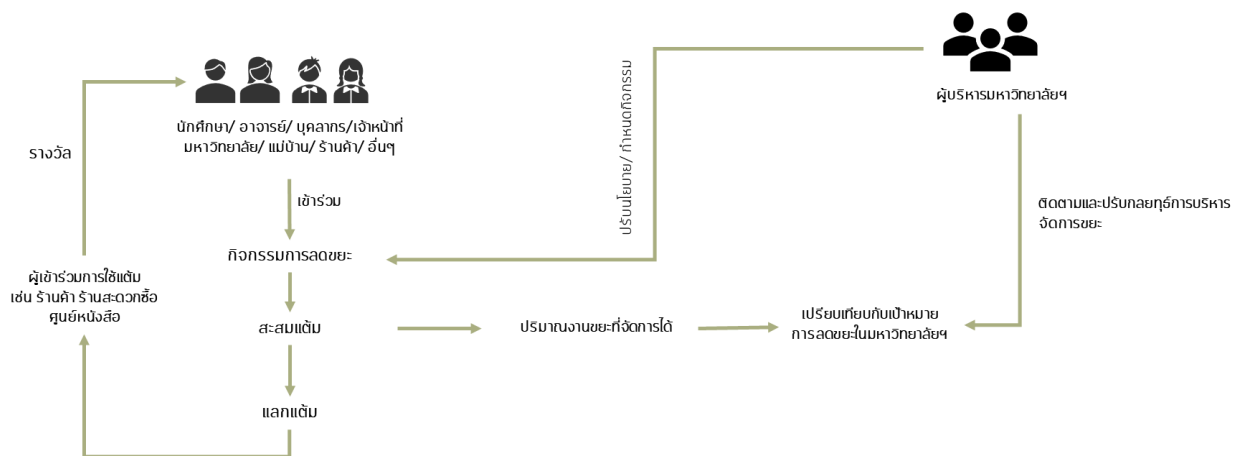 นักศึกษา/ อาจารย์/ บุคลากร/เจ้าหน้าที่
มหาวิทยาลัย/ แม่บ้าน/ ร้านค้า/ อื่นๆ
ผู้บริหารมหาวิทยาลัยฯ
รางวัล
เข้าร่วม
ปรับนโยบาย/ กำหนดกิจกรรม
ติดตามและปรับกลยุทธ์การบริหาร
จัดการขยะ
กิจกรรมการลดขยะ
ผู้เข้าร่วมการใช้แต้ม
เช่น ร้านค้า ร้านสะดวกซื้อ
ศูนย์หนังสือ
สะสมแต้ม
ปริมาณงานขยะที่จัดการได้
เปรียบเทียบกับเป้าหมาย
การลดขยะในมหาวิทยาลัยฯ
แลกแต้ม